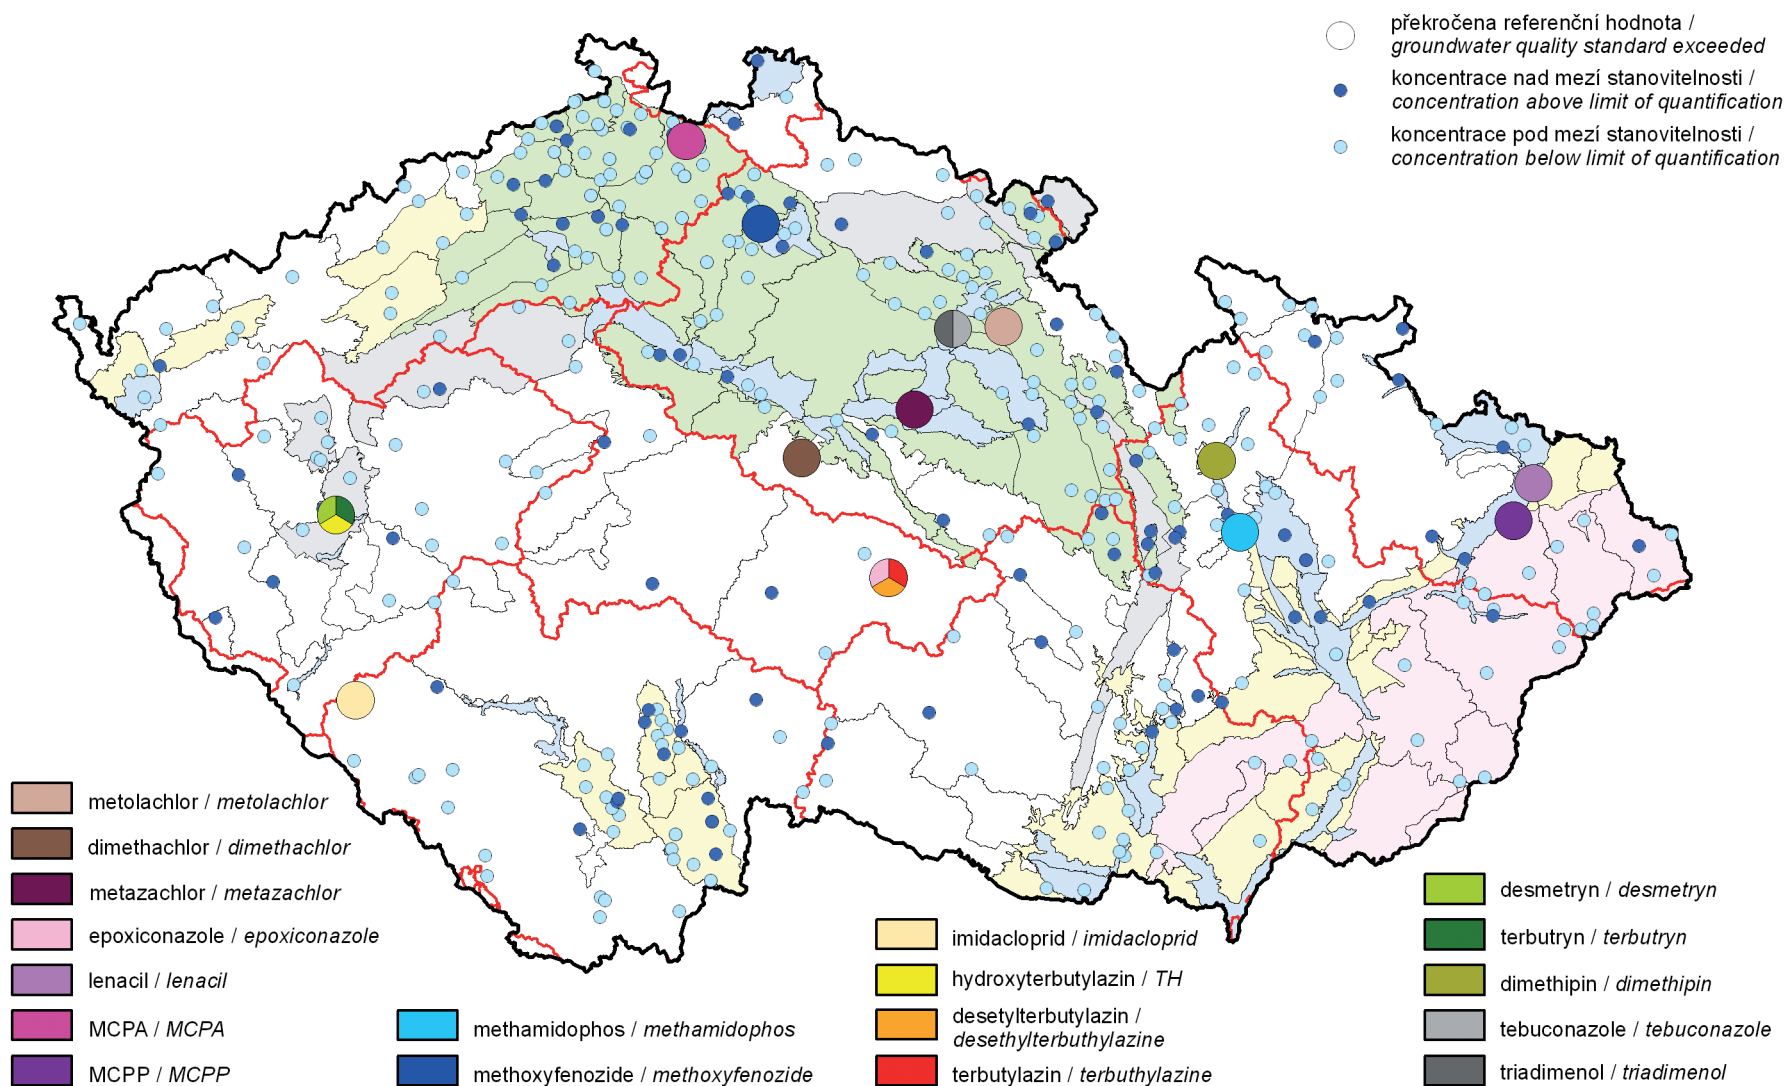 překročena referenční hodnota /
groundwater quality standard exceeded
koncentrace nad mezí stanovitelnosti /
concentration above limit of quantification
koncentrace pod mezí stanovitelnosti /
concentration below limit of quantification
metolachlor / metolachlor
dimethachlor / dimethachlor
metazachlor / metazachlor
epoxiconazole / epoxiconazole
lenacil / lenacil
MCPA / MCPA
MCPP / MCPP
methamidophos / methamidophos
methoxyfenozide / methoxyfenozide
imidacloprid / imidacloprid
hydroxyterbutylazin / TH
desetylterbutylazin /
desethylterbuthylazine
terbutylazin / terbuthylazine
desmetryn / desmetryn
terbutryn / terbutryn
dimethipin / dimethipin
tebuconazole / tebuconazole
triadimenol / triadimenol